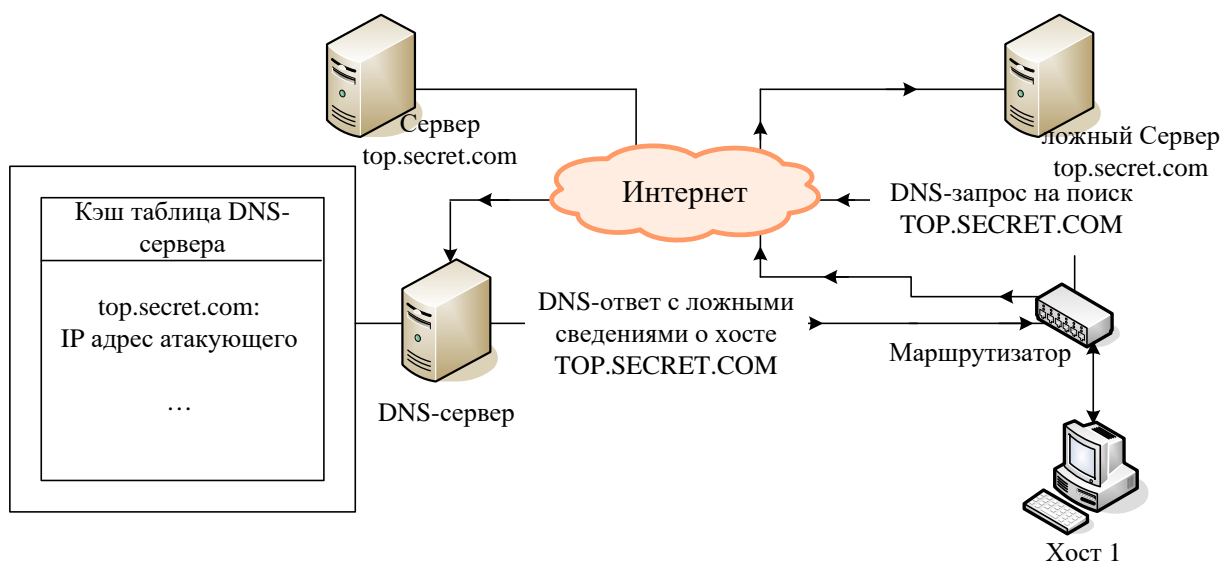 Сервер
top.secret.com
ложный Сервер
top.secret.com
Интернет
DNS-запрос на поиск
TOP.SECRET.COM
Кэш таблица DNS-
сервера
top.secret.com:
IP адрес атакующего
…
DNS-ответ с ложными
сведениями о хосте
TOP.SECRET.COM
Маршрутизатор
DNS-сервер
Хост 1